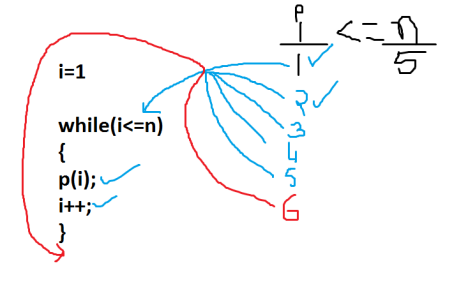 i=1
while(i<=n)
{
p(i);
i++;
}
i <= n
1 5
2
3
4
5
6